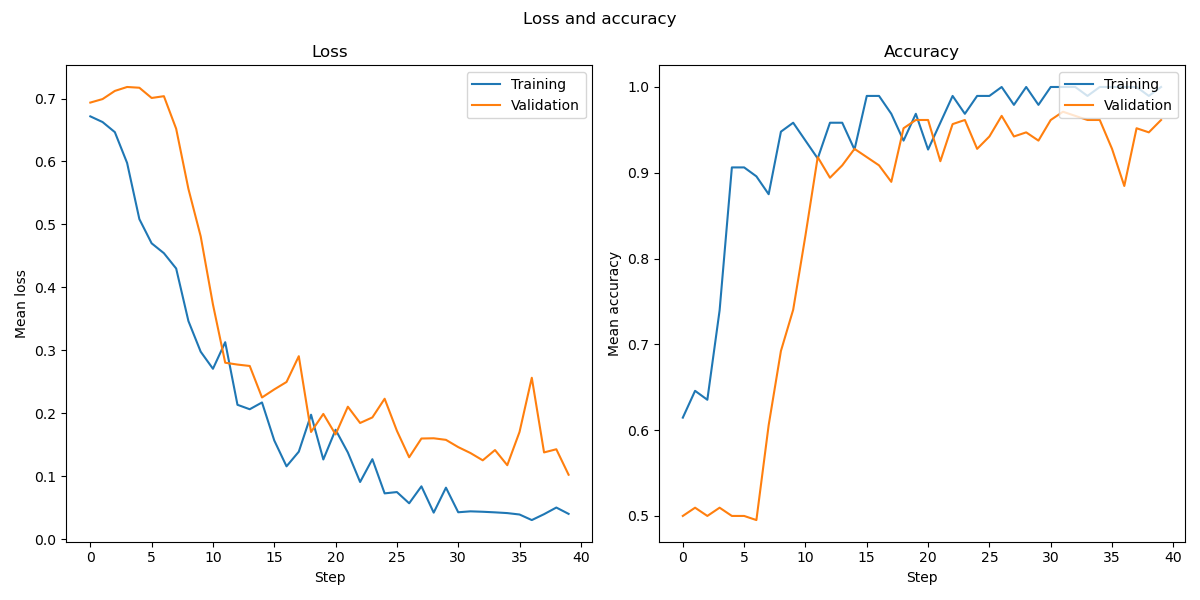 Loss and accuracy
Loss
Training
Validation
0.7
0.6
0.5
0.4
0.3
0.2
0.1
0.0
Mean loss
0 5 10 15 20 25 30 35 40
Step
Accuracy
Training
Validation
1.0
0.9
0.8
0.7
0.6
0.5
Mean accuracy
0 5 10 15 20 25 30 35 40
Step